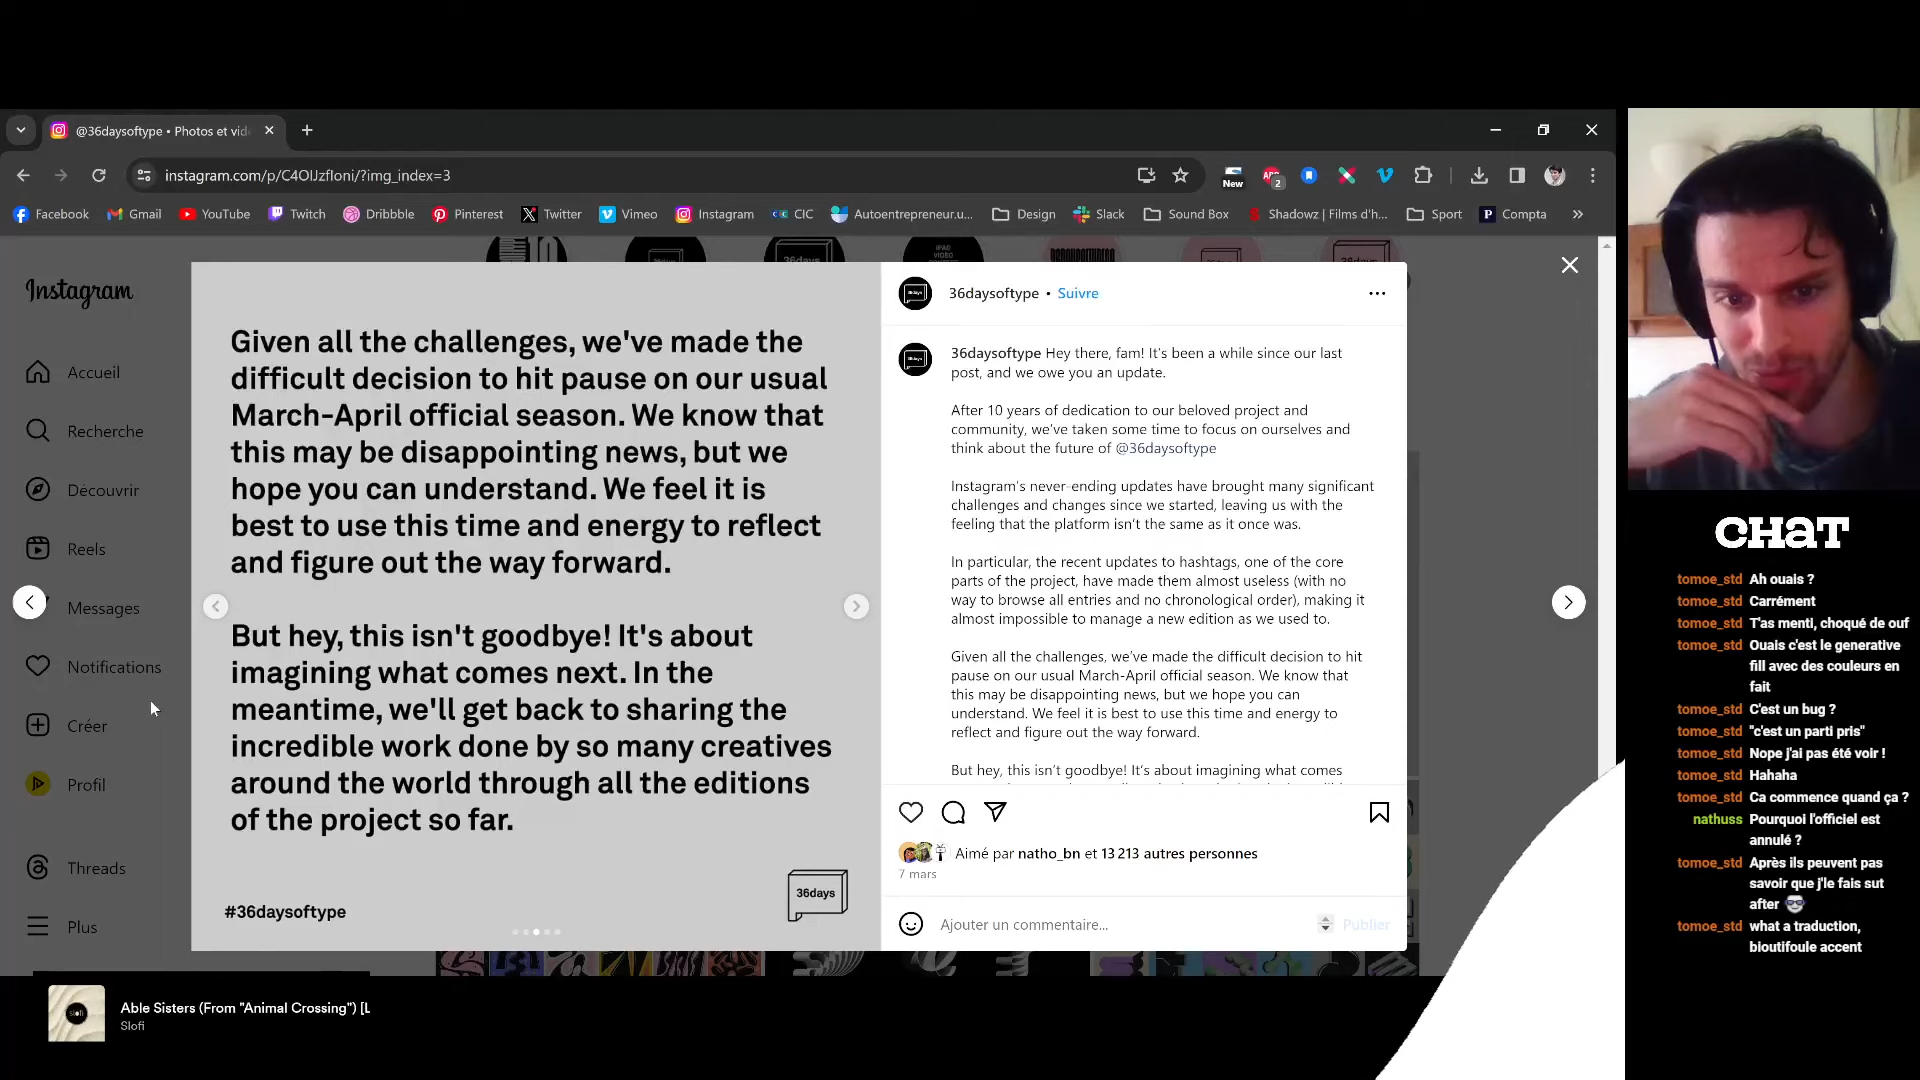 @36daysoftype • Photos et vid
instagram.com/p/C4OIJzfIoni/?img_index=3
New
ABP
2
Facebook
Gmail
YouTube
Twitch
Dribbble
Pinterest
Twitter
Vimeo
Instagram
CIC
Autoentrepreneur.u...
Design
Slack
Sound Box
Shadowz | Films d'h...
Sport
Compta
Instagram
Accueil
Recherche
Découvrir
Reels
Messages
Notifications
Créer
Profil
Threads
Plus
Given all the challenges, we've made the
difficult decision to hit pause on our usual
March-April official season. We know that
this may be disappointing news, but we
hope you can understand. We feel it is
best to use this time and energy to reflect
and figure out the way forward.
But hey, this isn't goodbye! It's about
imagining what comes next. In the
meantime, we'll get back to sharing the
incredible work done by so many creatives
around the world through all the editions
of the project so far.
#36daysoftype
36days
36daysoftype • Suivre
36daysoftype Hey there, fam! It's been a while since our last
post, and we owe you an update.
After 10 years of dedication to our beloved project and
community, we've taken some time to focus on ourselves and
think about the future of @36daysoftype
Instagram's never-ending updates have brought many significant
challenges and changes since we started, leaving us with the
feeling that the platform isn't the same as it once was.
In particular, the recent updates to hashtags, one of the core
parts of the project, have made them almost useless (with no
way to browse all entries and no chronological order), making it
almost impossible to manage a new edition as we used to.
Given all the challenges, we've made the difficult decision to hit
pause on our usual March-April official season. We know that
this may be disappointing news, but we hope you can
understand. We feel it is best to use this time and energy to
reflect and figure out the way forward.
But hey, this isn't goodbye! It's about imagining what comes
Aimé par natho_bn et 13 213 autres personnes
7 mars
Ajouter un commentaire...
Publier
CHAT
tomoe_std Ah ouais ?
tomoe_std Carrément
tomoe_std T'as menti, choqué de ouf
tomoe_std Ouais c'est le generative
fill avec des couleurs en
fait
tomoe_std C'est un bug ?
tomoe_std "c'est un parti pris"
tomoe_std Nope j'ai pas été voir !
tomoe_std Hahaha
tomoe_std Ca commence quand ça ?
nathuss Pourquoi l'officiel est
annulé ?
tomoe_std Après ils peuvent pas
savoir que j'le fais sut
after
tomoe_std what a traduction,
bioutifoule accent
slofi
Able Sisters (From "Animal Crossing") [L
Slofi